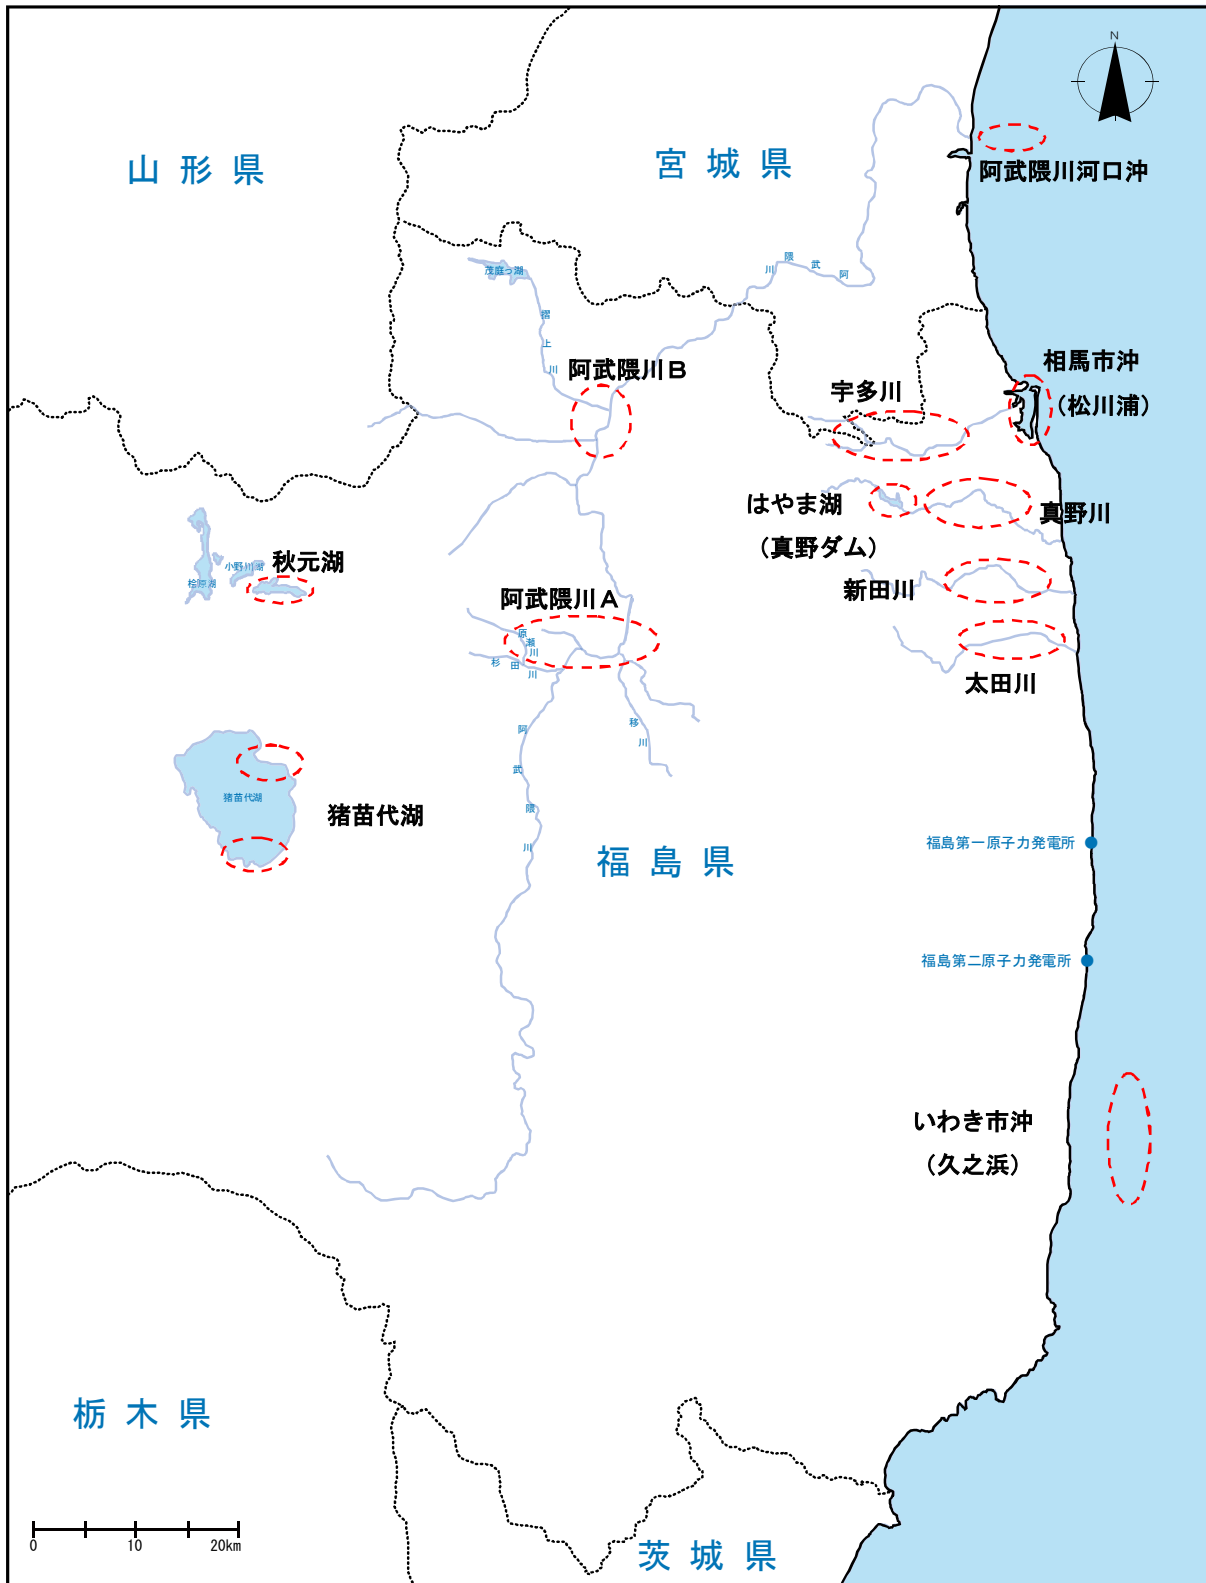 N
山形県
宮城県
阿武隈川河口沖
阿武隈川
茂庭っ湖
摺上川
阿武隈川B
宇多川
相馬市沖
（松川浦）
はやま湖
（真野ダム）
真野川
秋元湖
小野川湖
桧原湖
新田川
阿武隈川A
原瀬川
杉田川
太田川
移川
阿武隈川
猪苗代湖
猪苗代湖
福島県
福島第一原子力発電所
福島第二原子力発電所
いわき市沖
（久之浜）
栃木県
茨城県
0 10 20km